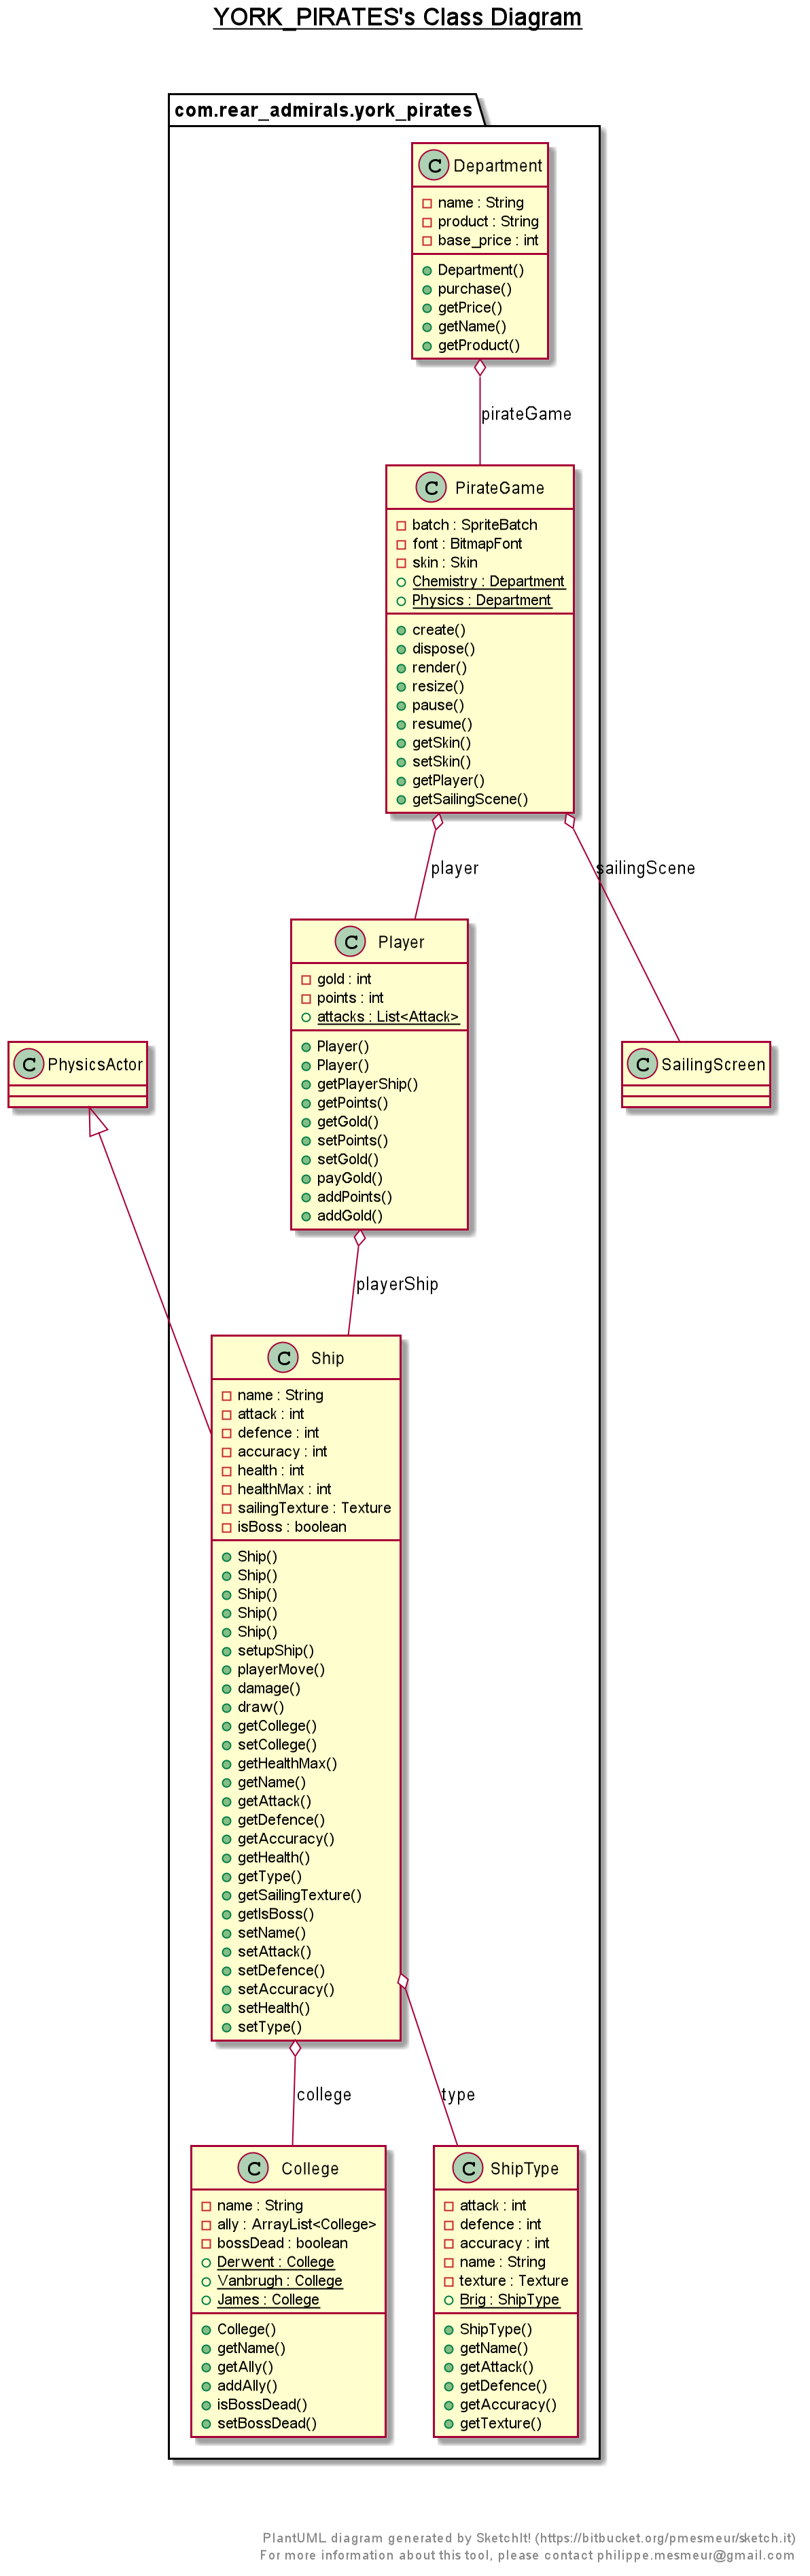 YORK_PIRATES's Class Diagram
com.rear_admirals.york_pirates
C Department
name : String
product : String
base_price : int
Department()
purchase()
getPrice()
getName()
getProduct()
pirateGame
C PirateGame
batch : SpriteBatch
font : BitmapFont
skin : Skin
Chemistry : Department
Physics : Department
create()
dispose()
render()
resize()
pause()
resume()
getSkin()
setSkin()
getPlayer()
getSailingScene()
player
sailingScene
C Player
gold : int
points : int
attacks : List<Attack>
Player()
Player()
getPlayerShip()
getPoints()
getGold()
setPoints()
setGold()
payGold()
addPoints()
addGold()
C PhysicsActor
C SailingScreen
playerShip
C Ship
name : String
attack : int
defence : int
accuracy : int
health : int
healthMax : int
sailingTexture : Texture
isBoss : boolean
Ship()
Ship()
Ship()
Ship()
Ship()
setupShip()
playerMove()
damage()
draw()
getCollege()
setCollege()
getHealthMax()
getName()
getAttack()
getDefence()
getAccuracy()
getHealth()
getType()
getSailingTexture()
getIsBoss()
setName()
setAttack()
setDefence()
setAccuracy()
setHealth()
setType()
college
type
C College
name : String
ally : ArrayList<College>
bossDead : boolean
Derwent : College
Vanbrugh : College
James : College
College()
getName()
getAlly()
addAlly()
isBossDead()
setBossDead()
C ShipType
attack : int
defence : int
accuracy : int
name : String
texture : Texture
Brig : ShipType
ShipType()
getName()
getAttack()
getDefence()
getAccuracy()
getTexture()
PlantUML diagram generated by SketchIt! (https://bitbucket.org/pmesmeur/sketch.it)
For more information about this tool, please contact philippe.mesmeur@gmail.com